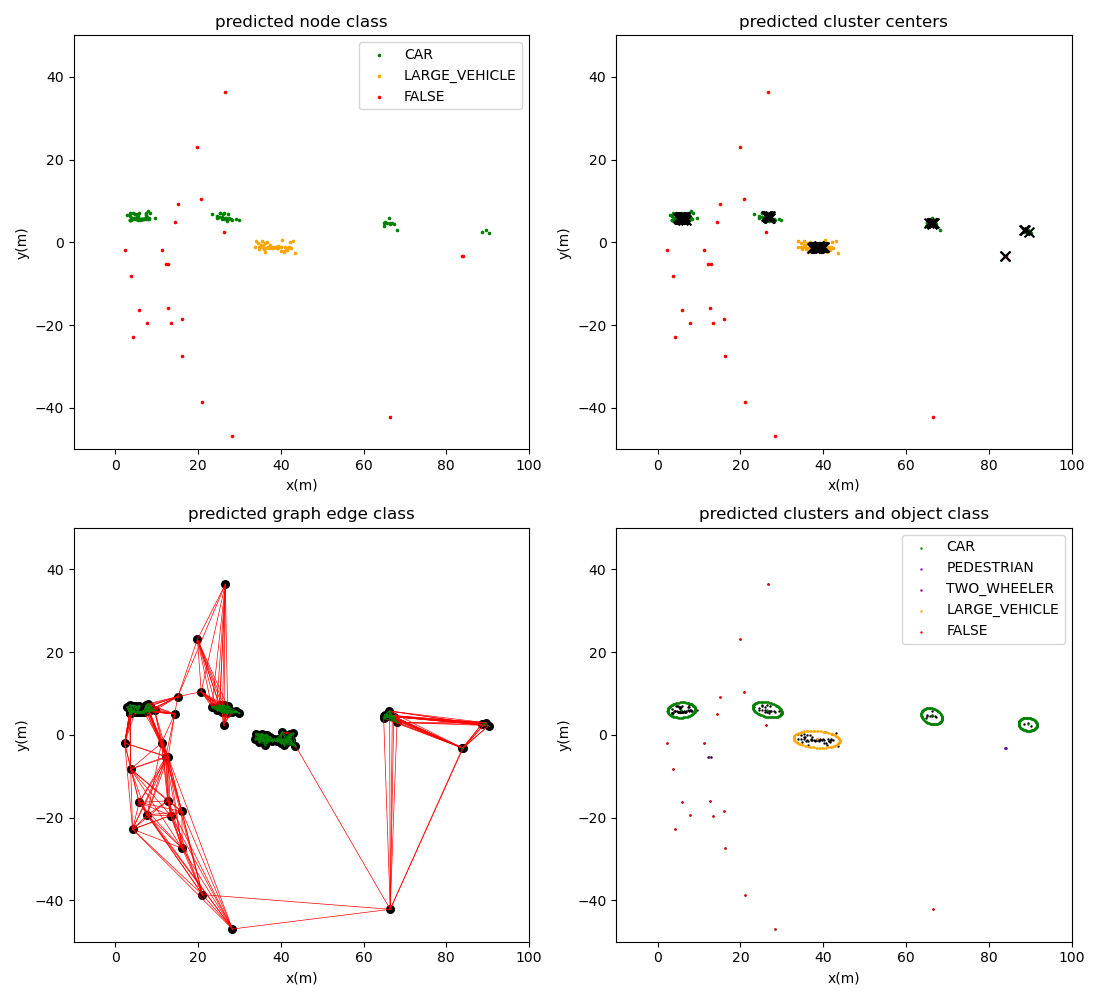 predicted node class
CAR
LARGE_VEHICLE
FALSE
40
20
0
−20
−40
y(m)
0 20 40 60 80 100
x(m)
predicted cluster centers
40
20
0
−20
−40
y(m)
0 20 40 60 80 100
x(m)
predicted graph edge class
40
20
0
−20
−40
y(m)
0 20 40 60 80 100
x(m)
predicted clusters and object class
CAR
PEDESTRIAN
TWO_WHEELER
LARGE_VEHICLE
FALSE
40
20
0
−20
−40
y(m)
0 20 40 60 80 100
x(m)